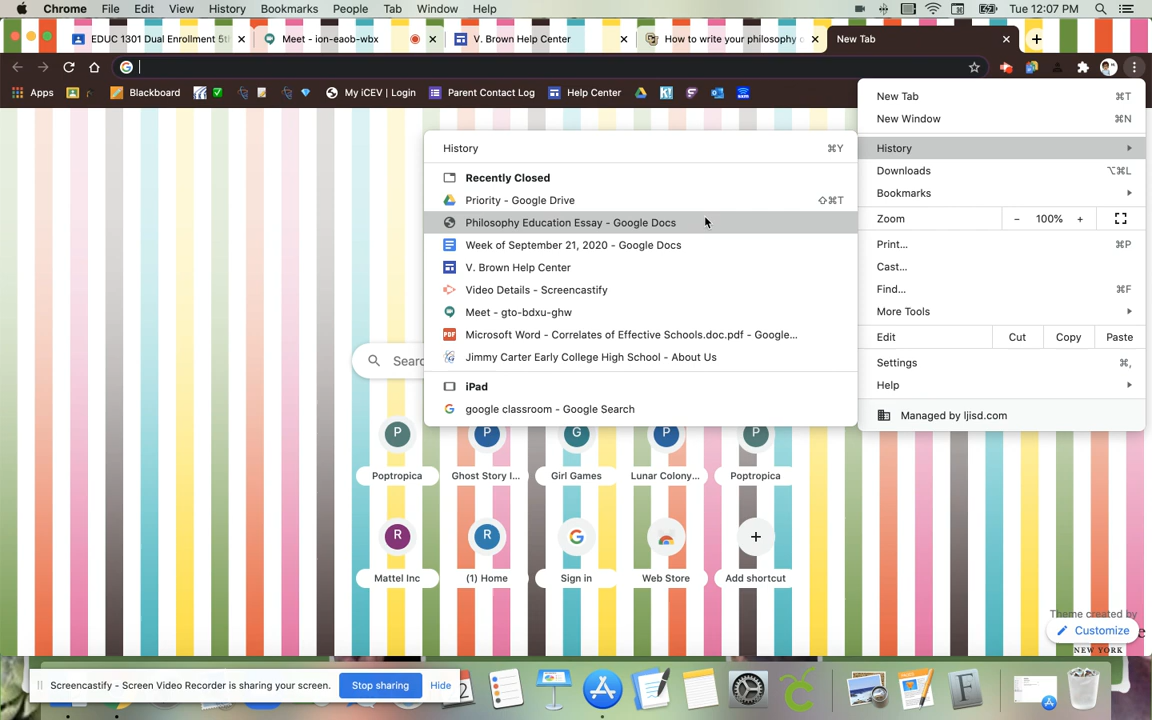 Chrome File Edit View History Bookmarks People Tab Window Help Tue 12:07 PM
EDUC 1301 Dual Enrollment 5th Meet - ion-eaob-wbx V. Brown Help Center How to write your philosophy New Tab
Apps Blackboard My iCEV | Login Parent Contact Log Help Center
New Tab ⌘T
New Window ⌘N
History
Downloads ⌥⌘L
Bookmarks
Zoom − 100% +
Print... ⌘P
Cast...
Find... ⌘F
More Tools
Edit Cut Copy Paste
Settings ⌘,
Help
Managed by ljisd.com
History ⌘Y
Recently Closed
Priority - Google Drive ⇧⌘T
Philosophy Education Essay - Google Docs
Week of September 21, 2020 - Google Docs
V. Brown Help Center
Video Details - Screencastify
Meet - gto-bdxu-ghw
Microsoft Word - Correlates of Effective Schools.doc.pdf - Google...
Jimmy Carter Early College High School - About Us
iPad
google classroom - Google Search
Searc
P P G P P
Poptropica Ghost Story I... Girl Games Lunar Colony... Poptropica
R R
Mattel Inc (1) Home Sign in Web Store Add shortcut
Theme created by
Customize
NEW YORK
Screencastify - Screen Video Recorder is sharing your screen. Stop sharing Hide